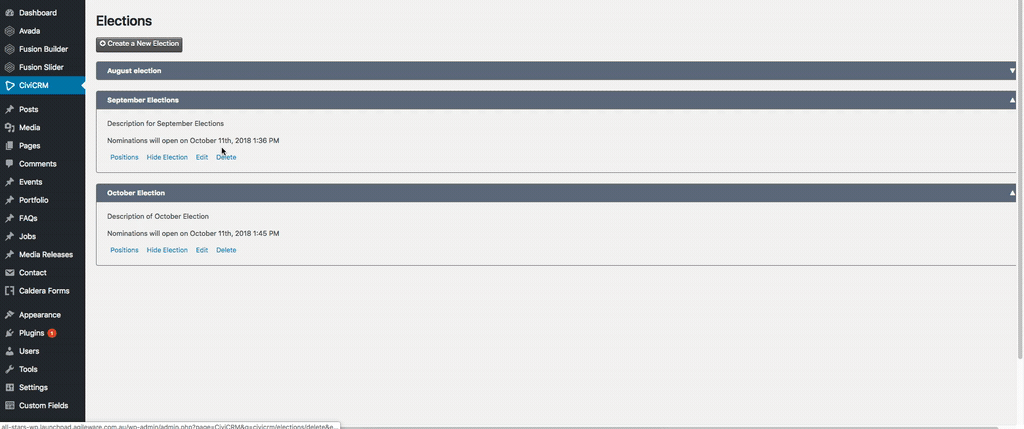 Dashboard
Avada
Fusion Builder
Fusion Slider
CiviCRM
Posts
Media
Pages
Comments
Events
Portfolio
FAQs
Jobs
Media Releases
Contact
Caldera Forms
Appearance
Plugins 1
Users
Tools
Settings
Custom Fields
Elections
Create a New Election
August election
September Elections
Description for September Elections
Nominations will open on October 11th, 2018 1:36 PM
Positions Hide Election Edit Delete
October Election
Description of October Election
Nominations will open on October 11th, 2018 1:45 PM
Positions Hide Election Edit Delete
all-stars-wp.launchpad.agileware.com.au/wp-admin/admin.php?page=CiviCRM&q=civicrm/elections/delete&e...